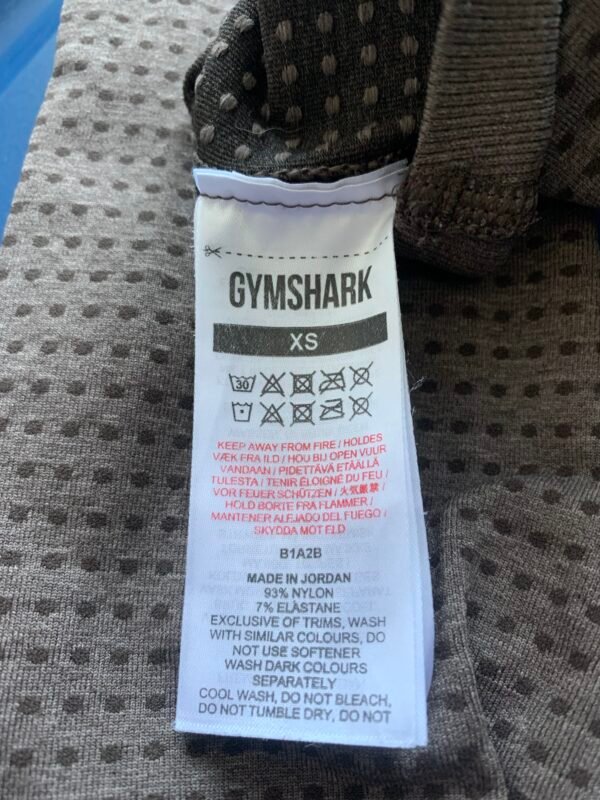 GYMSHARK
XS
30
KEEP AWAY FROM FIRE / HOLDES
VÆK FRA ILD / HOU BIJ OPEN VUUR
VANDAAN / PIDETTÄVÄ ETÄÄLLÄ
TULESTA / TENIR ÉLOIGNÉ DU FEU /
VOR FEUER SCHÜTZEN / 火気厳禁 /
HOLD BORTE FRA FLAMMER /
MANTENER ALEJADO DEL FUEGO /
SKYDDA MOT ELD
B1A2B
MADE IN JORDAN
93% NYLON
7% ELASTANE
EXCLUSIVE OF TRIMS, WASH
WITH SIMILAR COLOURS, DO
NOT USE SOFTENER
WASH DARK COLOURS
SEPARATELY
COOL WASH, DO NOT BLEACH,
DO NOT TUMBLE DRY, DO NOT